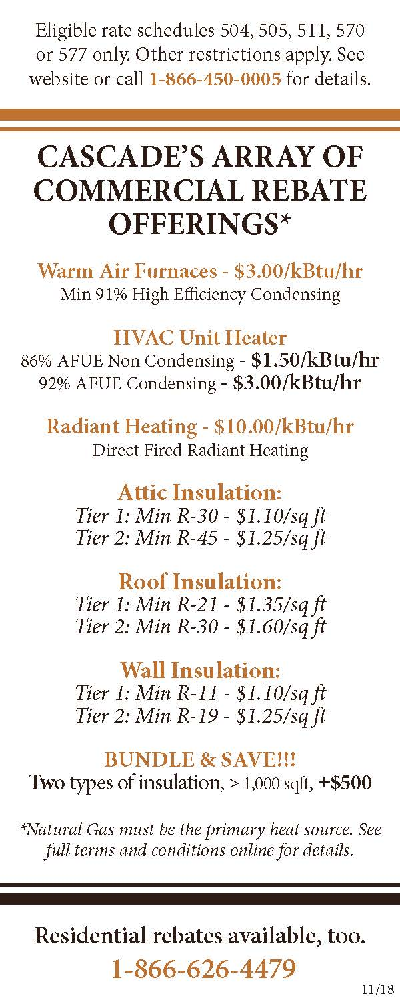 Eligible rate schedules 504, 505, 511, 570
or 577 only. Other restrictions apply. See
website or call 1-866-450-0005 for details.
CASCADE’S ARRAY OF
COMMERCIAL REBATE
OFFERINGS*
Warm Air Furnaces - $3.00/kBtu/hr
Min 91% High Efficiency Condensing
HVAC Unit Heater
86% AFUE Non Condensing - $1.50/kBtu/hr
92% AFUE Condensing - $3.00/kBtu/hr
Radiant Heating - $10.00/kBtu/hr
Direct Fired Radiant Heating
Attic Insulation:
Tier 1: Min R-30 - $1.10/sq ft
Tier 2: Min R-45 - $1.25/sq ft
Roof Insulation:
Tier 1: Min R-21 - $1.35/sq ft
Tier 2: Min R-30 - $1.60/sq ft
Wall Insulation:
Tier 1: Min R-11 - $1.10/sq ft
Tier 2: Min R-19 - $1.25/sq ft
BUNDLE & SAVE!!!
Two types of insulation, ≥ 1,000 sqft, +$500
*Natural Gas must be the primary heat source. See
full terms and conditions online for details.
Residential rebates available, too.
1-866-626-4479
11/18